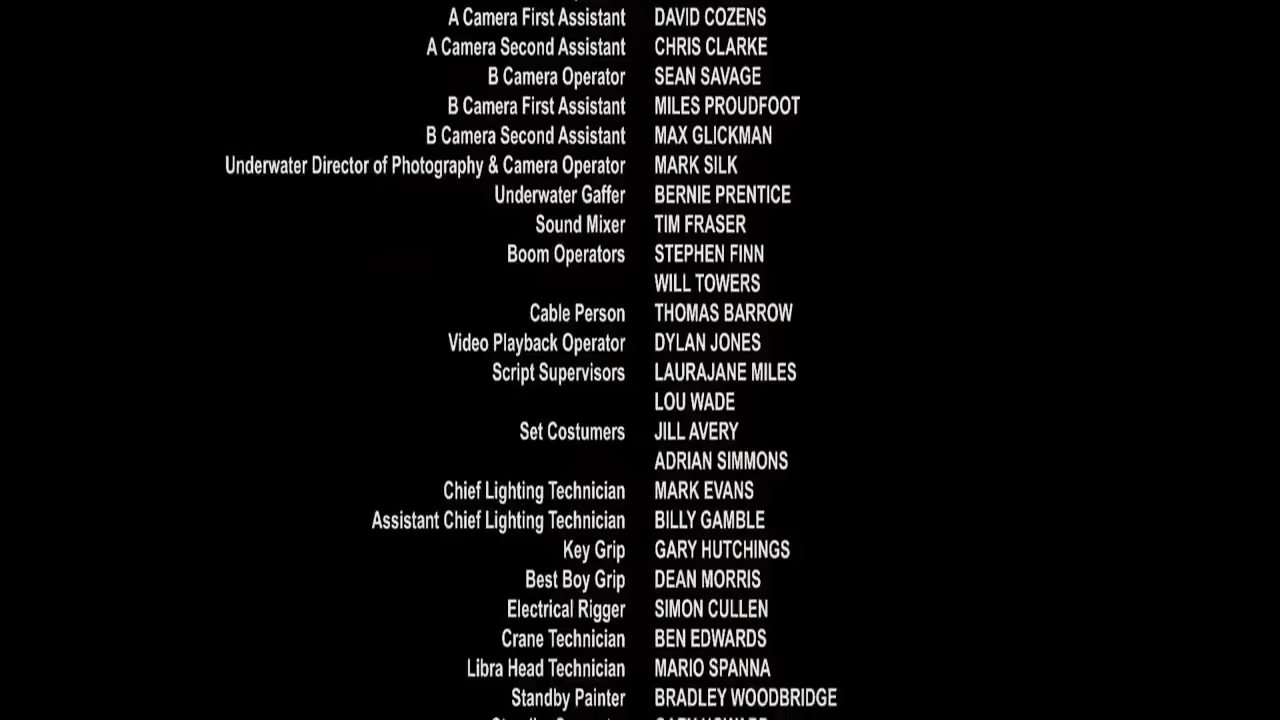 A Camera First Assistant DAVID COZENS
A Camera Second Assistant CHRIS CLARKE
B Camera Operator SEAN SAVAGE
B Camera First Assistant MILES PROUDFOOT
B Camera Second Assistant MAX GLICKMAN
Underwater Director of Photography & Camera Operator MARK SILK
Underwater Gaffer BERNIE PRENTICE
Sound Mixer TIM FRASER
Boom Operators STEPHEN FINN
WILL TOWERS
Cable Person THOMAS BARROW
Video Playback Operator DYLAN JONES
Script Supervisors LAURAJANE MILES
LOU WADE
Set Costumers JILL AVERY
ADRIAN SIMMONS
Chief Lighting Technician MARK EVANS
Assistant Chief Lighting Technician BILLY GAMBLE
Key Grip GARY HUTCHINGS
Best Boy Grip DEAN MORRIS
Electrical Rigger SIMON CULLEN
Crane Technician BEN EDWARDS
Libra Head Technician MARIO SPANNA
Standby Painter BRADLEY WOODBRIDGE